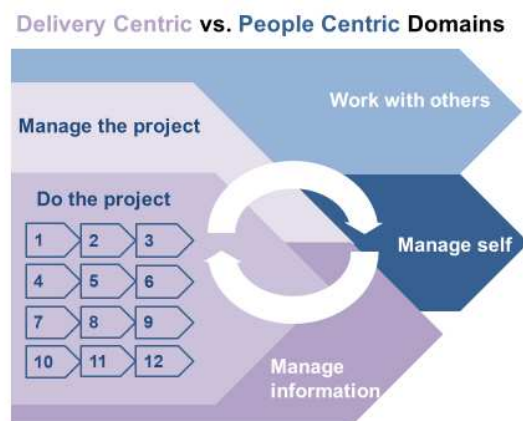 Delivery Centric vs. People Centric Domains
Work with others
Manage the project
Do the project
1 2 3
4 5 6
7 8 9
10 11 12
Manage self
Manage
information